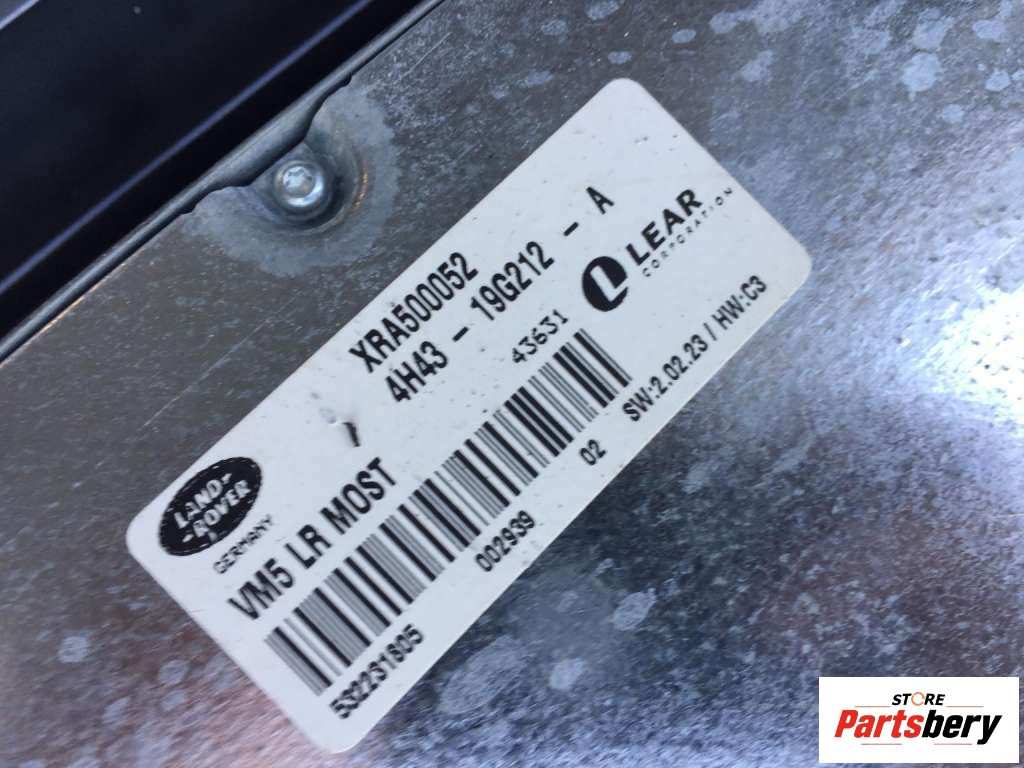 XRA500052
4H43 - 19G212 - A
43631
LEAR
CORPORATION
LAND-
-ROVER
GERMANY
VM5 LR MOST
532231805
002939
02
SW:2.02.23 / HW:C3
STORE
Partsbery